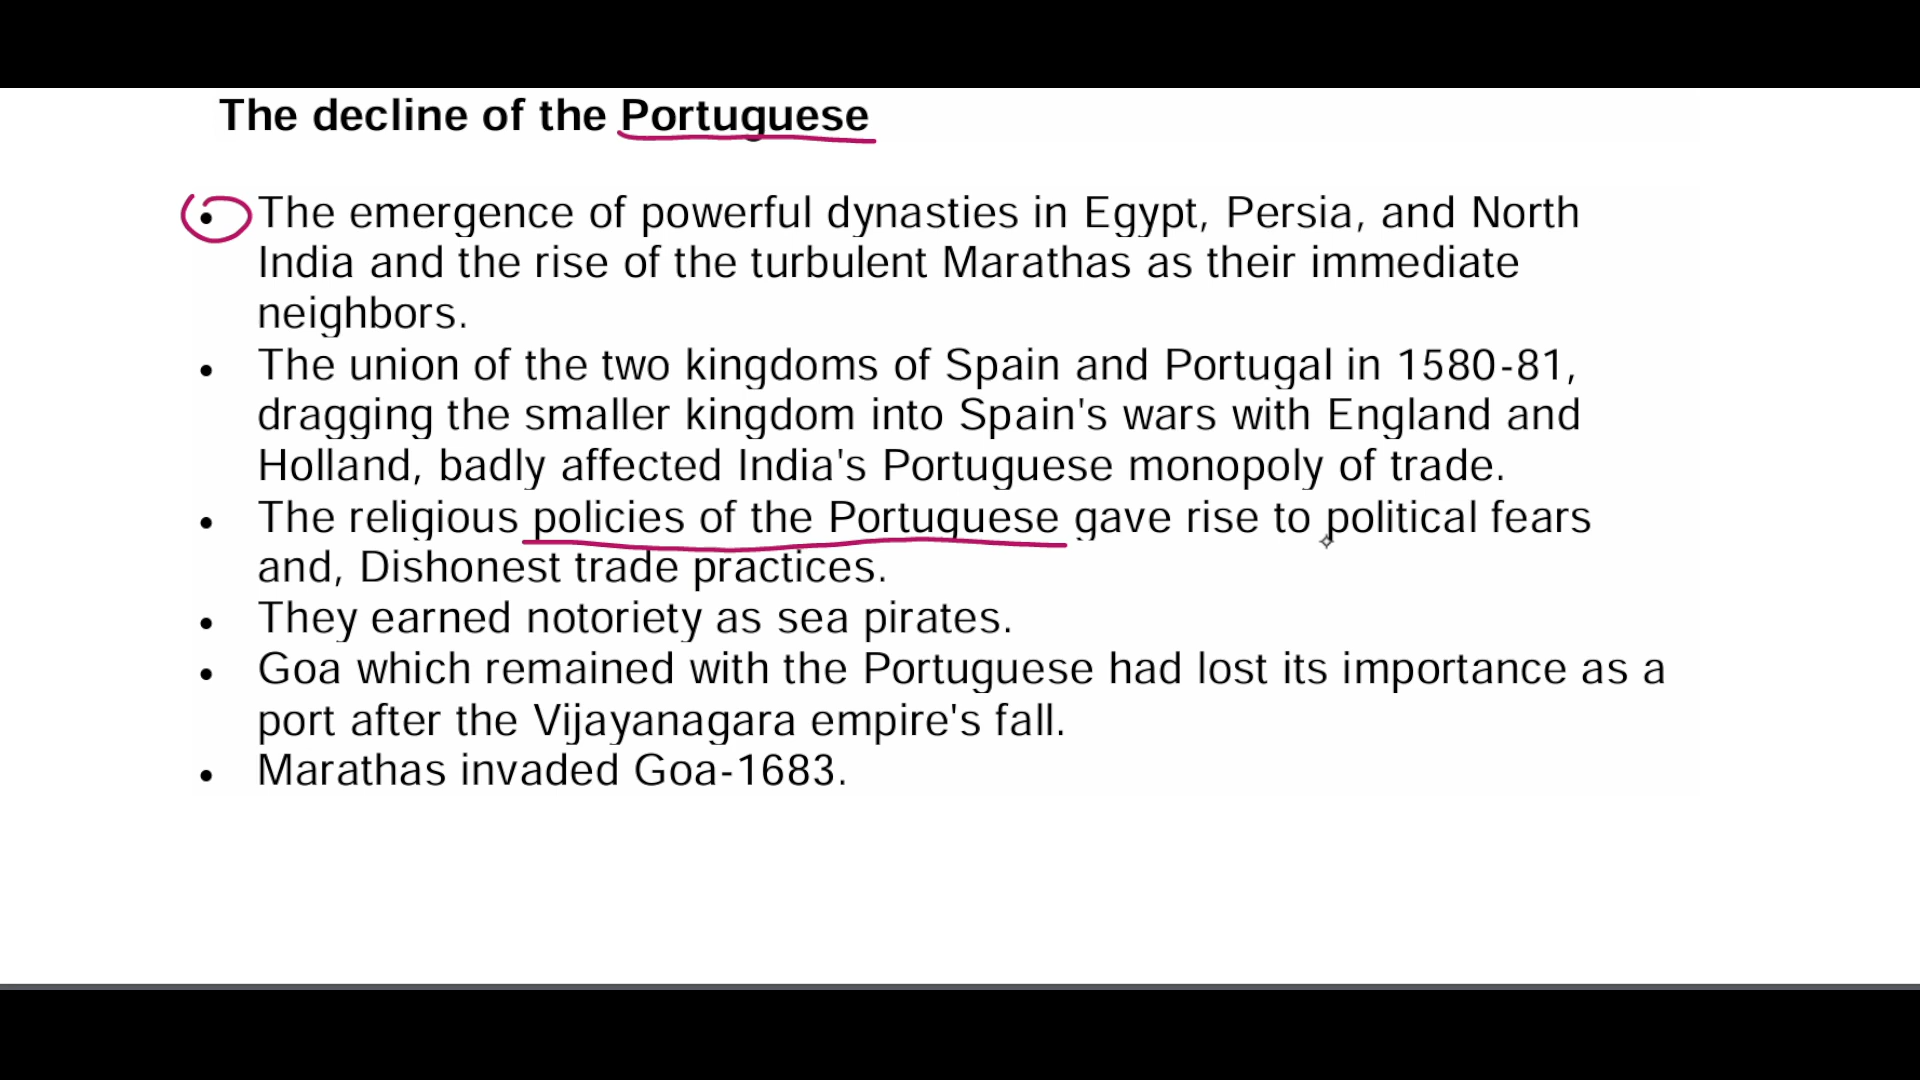 The decline of the Portuguese
• The emergence of powerful dynasties in Egypt, Persia, and North
India and the rise of the turbulent Marathas as their immediate
neighbors.
• The union of the two kingdoms of Spain and Portugal in 1580-81,
dragging the smaller kingdom into Spain's wars with England and
Holland, badly affected India's Portuguese monopoly of trade.
• The religious policies of the Portuguese gave rise to political fears
and, Dishonest trade practices.
• They earned notoriety as sea pirates.
• Goa which remained with the Portuguese had lost its importance as a
port after the Vijayanagara empire's fall.
• Marathas invaded Goa-1683.